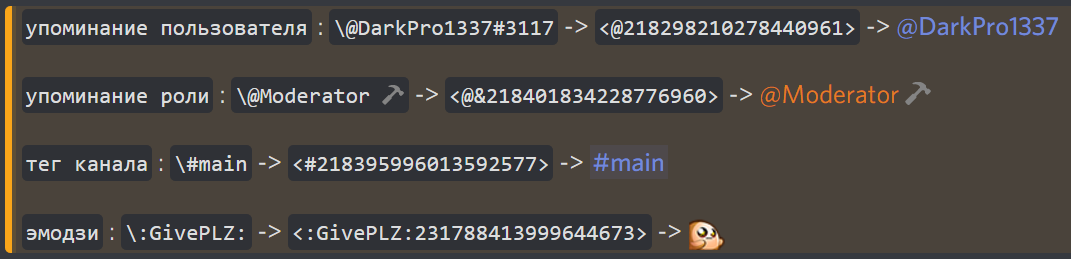 упоминание пользователя : \@DarkPro1337#3117 -> <@218298210278440961> -> @DarkPro1337
упоминание роли : \@Moderator -> <@&218401834228776960> -> @Moderator
тег канала : \#main -> <#218395996013592577> -> #main
эмодзи : \:GivePLZ: -> <:GivePLZ:231788413999644673> ->